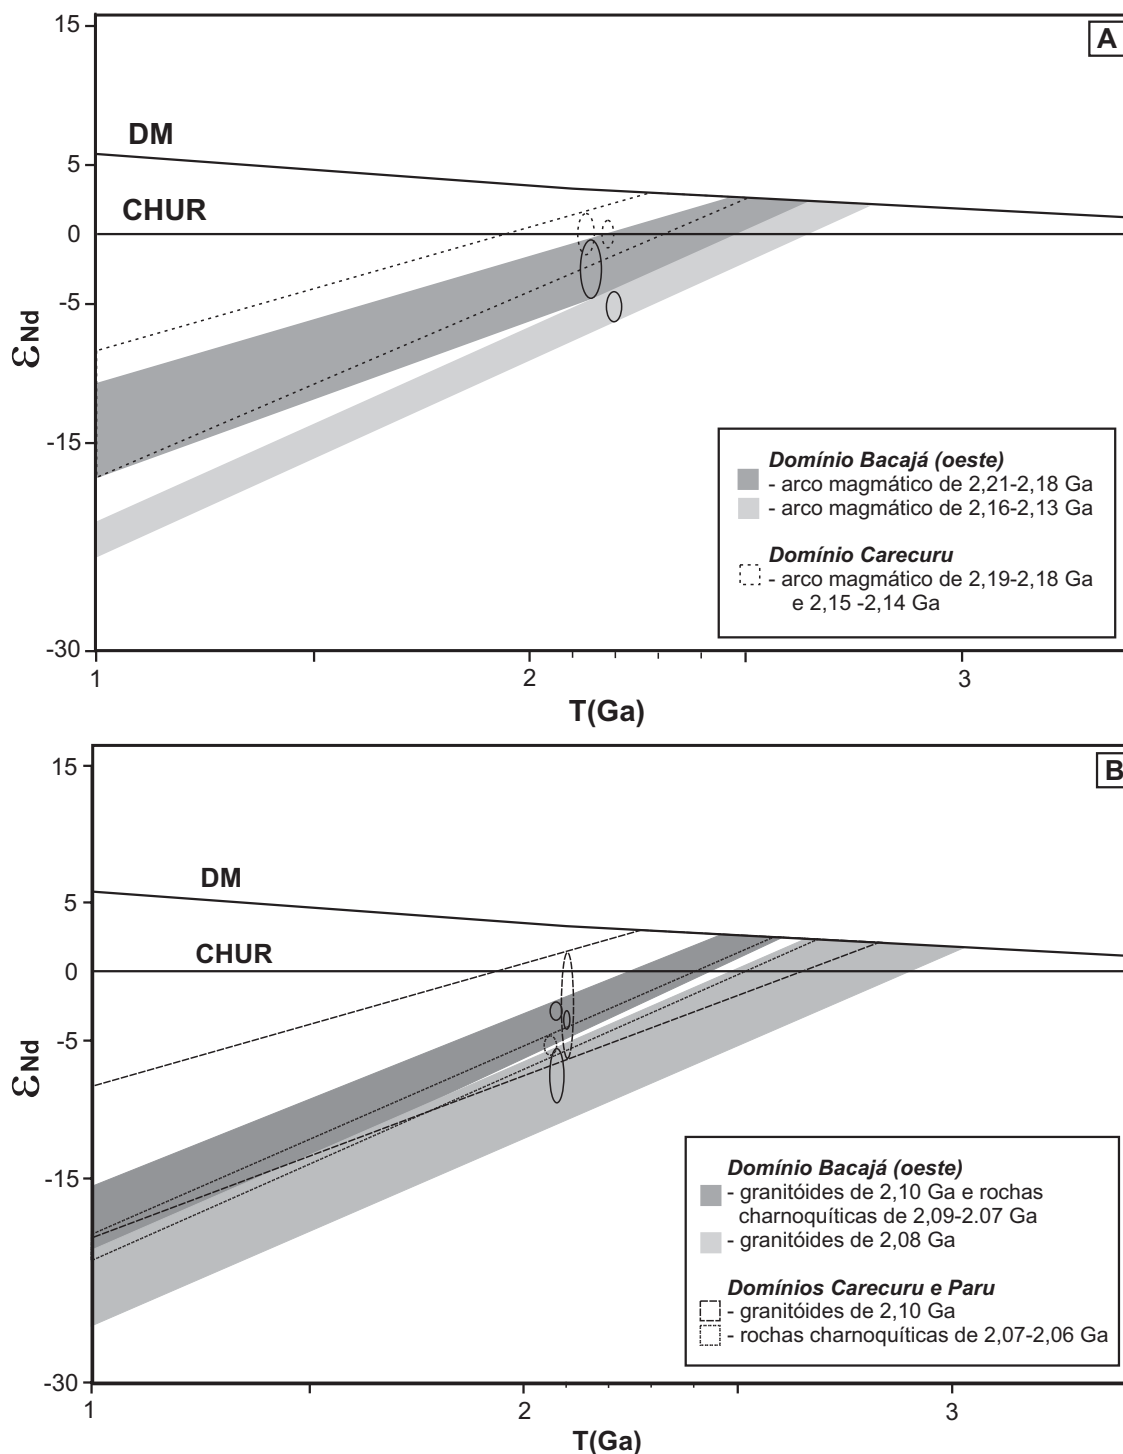 A
15
DM
5
CHUR
0
-5
εNd
-15
-30
Domínio Bacajá (oeste)
- arco magmático de 2,21-2,18 Ga
- arco magmático de 2,16-2,13 Ga
Domínio Carecuru
- arco magmático de 2,19-2,18 Ga
e 2,15 -2,14 Ga
1
2
3
T(Ga)
B
15
DM
5
CHUR
0
-5
εNd
-15
-30
Domínio Bacajá (oeste)
- granitóides de 2,10 Ga e rochas
charnoquíticas de 2,09-2.07 Ga
- granitóides de 2,08 Ga
Domínios Carecuru e Paru
- granitóides de 2,10 Ga
- rochas charnoquíticas de 2,07-2,06 Ga
1
2
3
T(Ga)